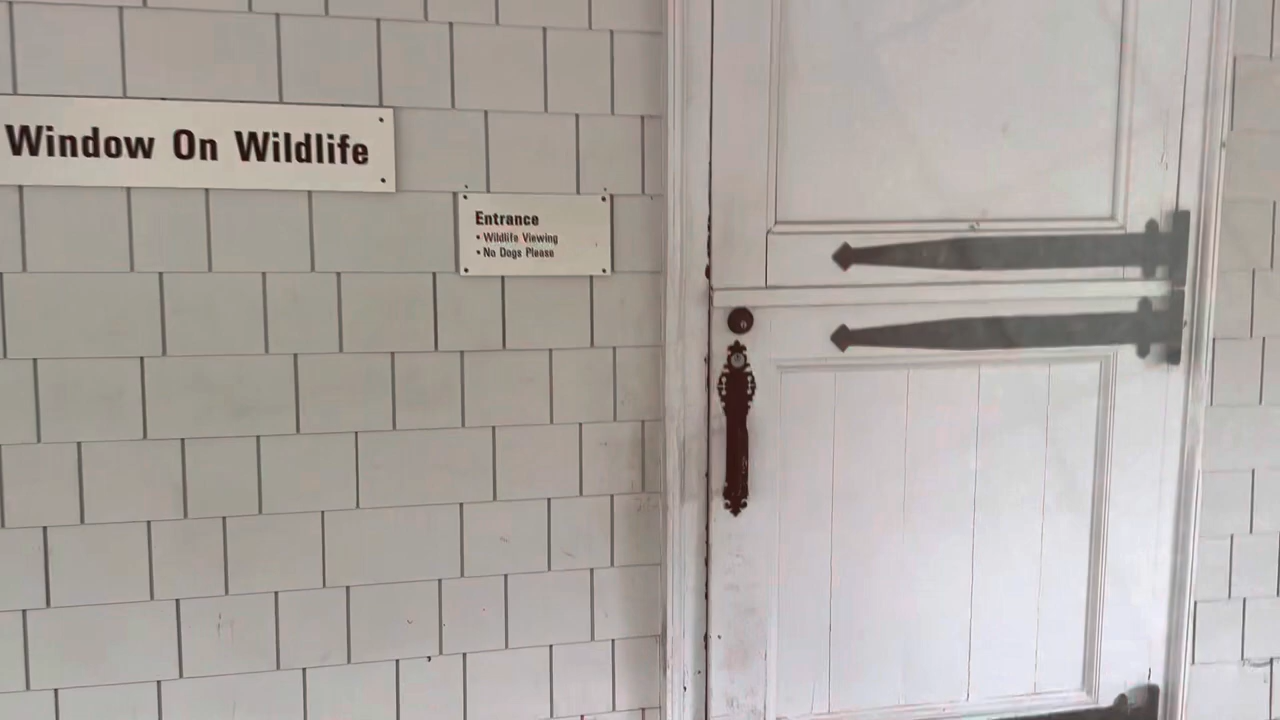 Window On Wildlife
Entrance
• Wildlife Viewing
• No Dogs Please